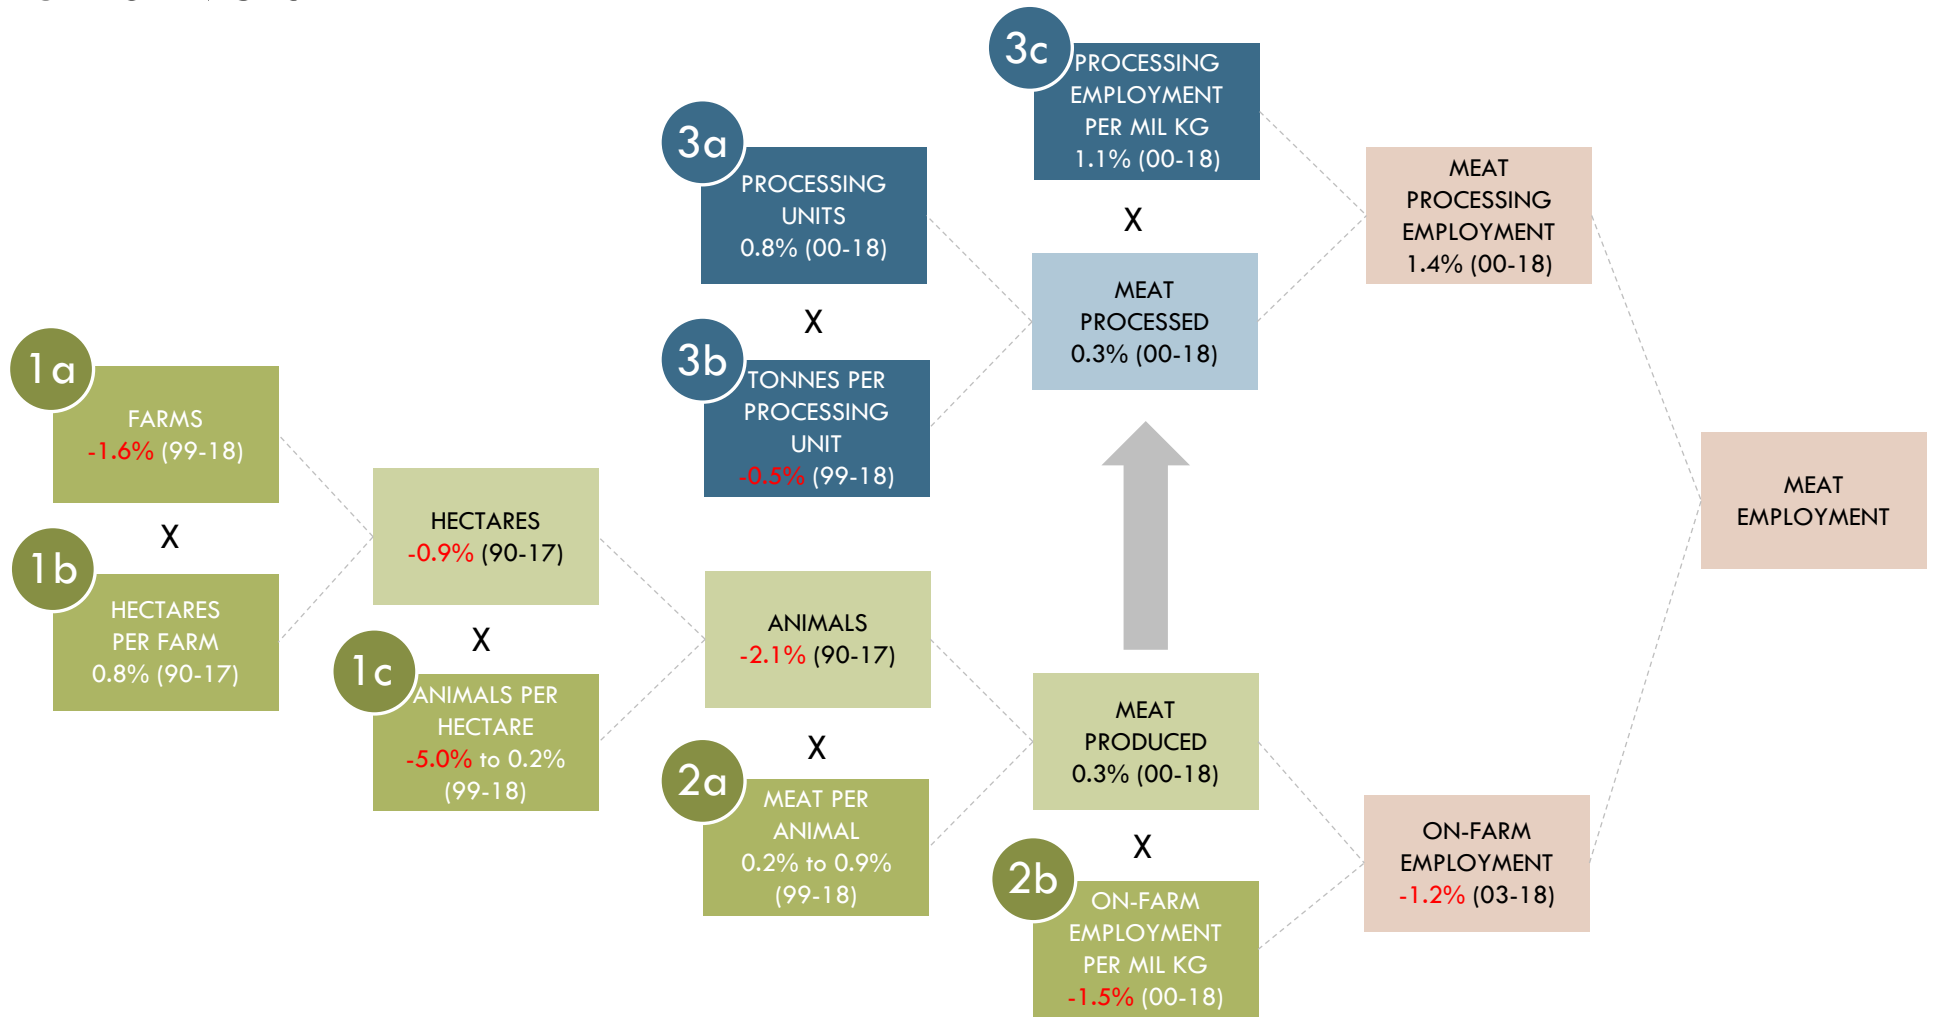 3c
PROCESSING
EMPLOYMENT
PER MIL KG
1.1% (00-18)
3a
PROCESSING
UNITS
0.8% (00-18)
X
MEAT
PROCESSING
EMPLOYMENT
1.4% (00-18)
X
MEAT
PROCESSED
0.3% (00-18)
3b
TONNES PER
PROCESSING
UNIT
-0.5% (99-18)
1a
FARMS
-1.6% (99-18)
X
1b
HECTARES
PER FARM
0.8% (90-17)
HECTARES
-0.9% (90-17)
X
1c
ANIMALS PER
HECTARE
-5.0% to 0.2%
(99-18)
ANIMALS
-2.1% (90-17)
X
2a
MEAT PER
ANIMAL
0.2% to 0.9%
(99-18)
MEAT
PRODUCED
0.3% (00-18)
X
2b
ON-FARM
EMPLOYMENT
PER MIL KG
-1.5% (00-18)
ON-FARM
EMPLOYMENT
-1.2% (03-18)
MEAT
EMPLOYMENT